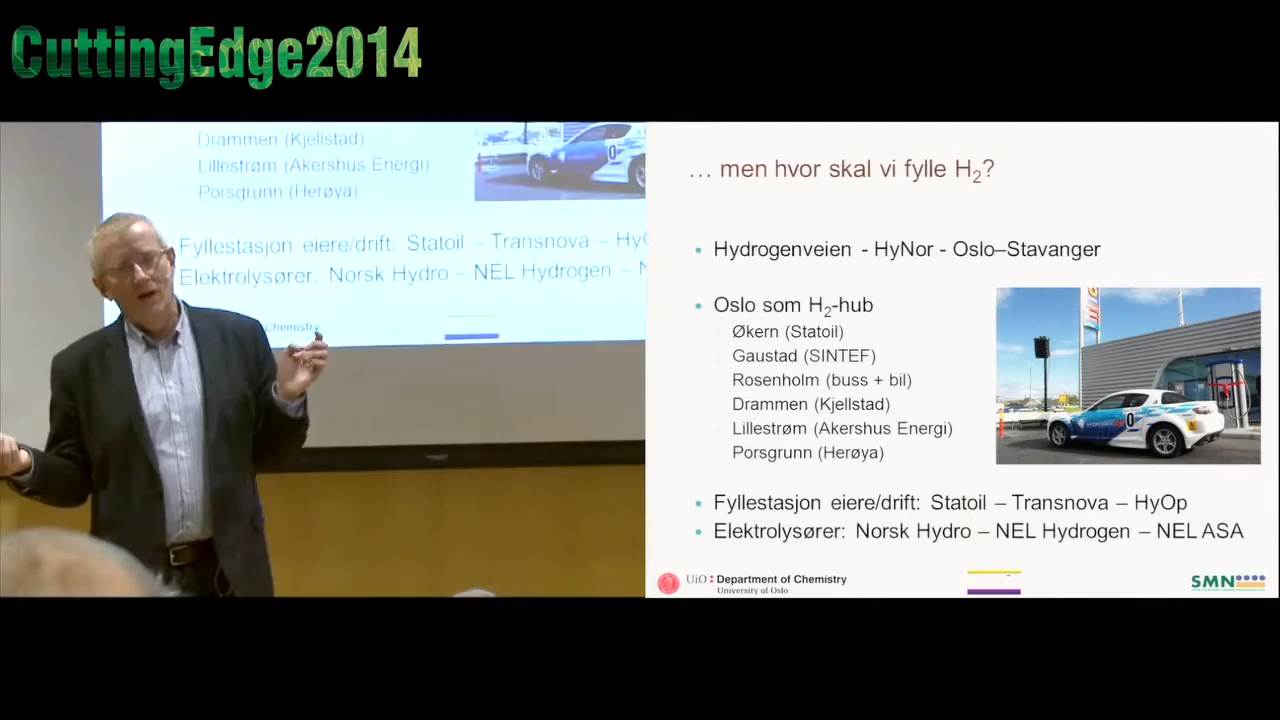 CuttingEdge2014
Drammen (Kjellstad)
Lillestrøm (Akershus Energi)
Porsgrunn (Herøya)
Fyllestasjon eiere/drift: Statoil – Transnova – Hy
Elektrolysører: Norsk Hydro – NEL Hydrogen –
Chemistry
… men hvor skal vi fylle H₂?
• Hydrogenveien - HyNor - Oslo–Stavanger
• Oslo som H₂-hub
Økern (Statoil)
Gaustad (SINTEF)
Rosenholm (buss + bil)
Drammen (Kjellstad)
Lillestrøm (Akershus Energi)
Porsgrunn (Herøya)
• Fyllestasjon eiere/drift: Statoil – Transnova – HyOp
• Elektrolysører: Norsk Hydro – NEL Hydrogen – NEL ASA
UiO : Department of Chemistry
University of Oslo
SMN